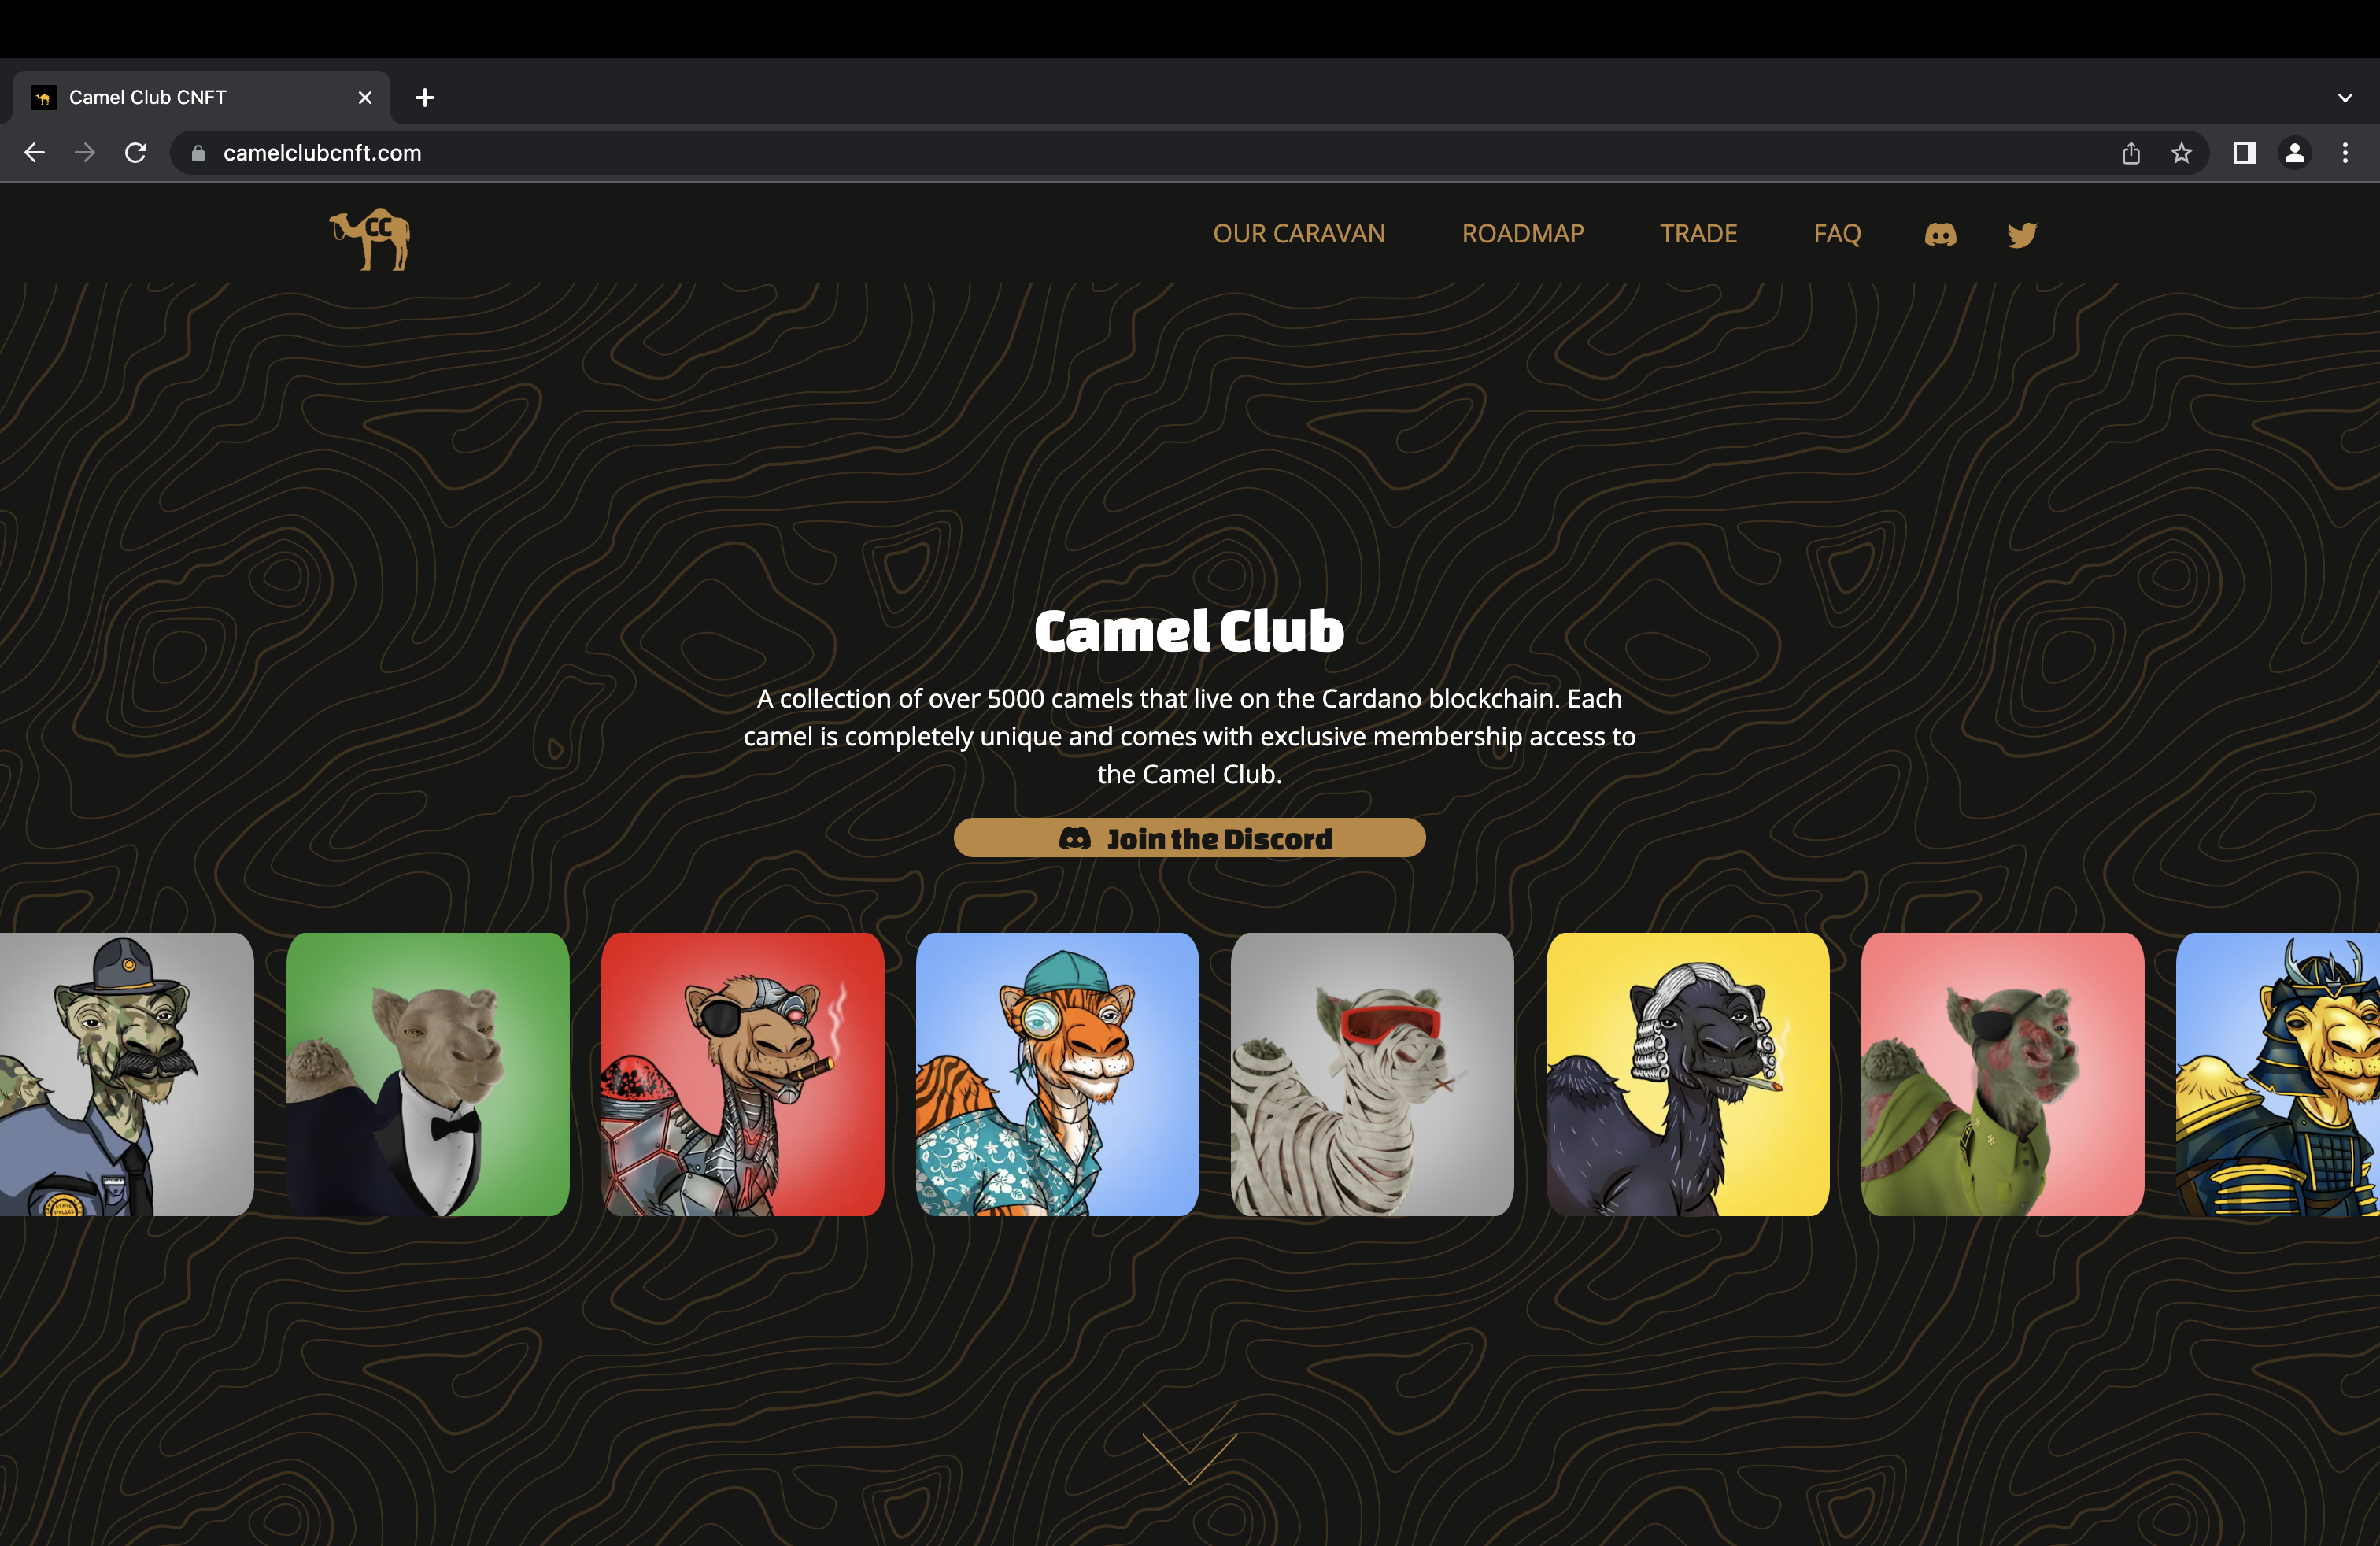 Camel Club CNFT
camelclubcnft.com
CC
OUR CARAVAN ROADMAP TRADE FAQ
Camel Club
A collection of over 5000 camels that live on the Cardano blockchain. Each
camel is completely unique and comes with exclusive membership access to
the Camel Club.
Join the Discord